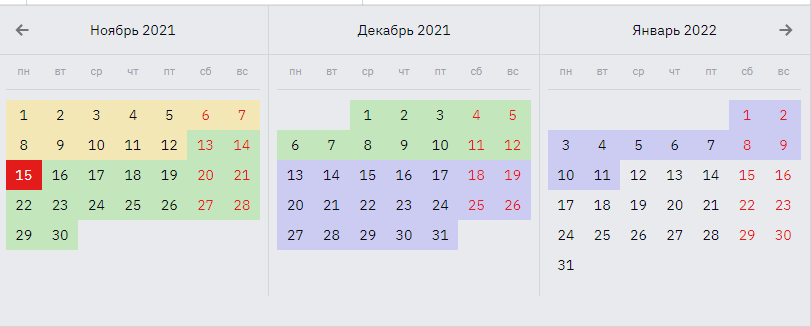 Ноябрь 2021
пн вт ср чт пт сб вс
1 2 3 4 5 6 7
8 9 10 11 12 13 14
15 16 17 18 19 20 21
22 23 24 25 26 27 28
29 30
Декабрь 2021
пн вт ср чт пт сб вс
1 2 3 4 5
6 7 8 9 10 11 12
13 14 15 16 17 18 19
20 21 22 23 24 25 26
27 28 29 30 31
Январь 2022
пн вт ср чт пт сб вс
1 2
3 4 5 6 7 8 9
10 11 12 13 14 15 16
17 18 19 20 21 22 23
24 25 26 27 28 29 30
31